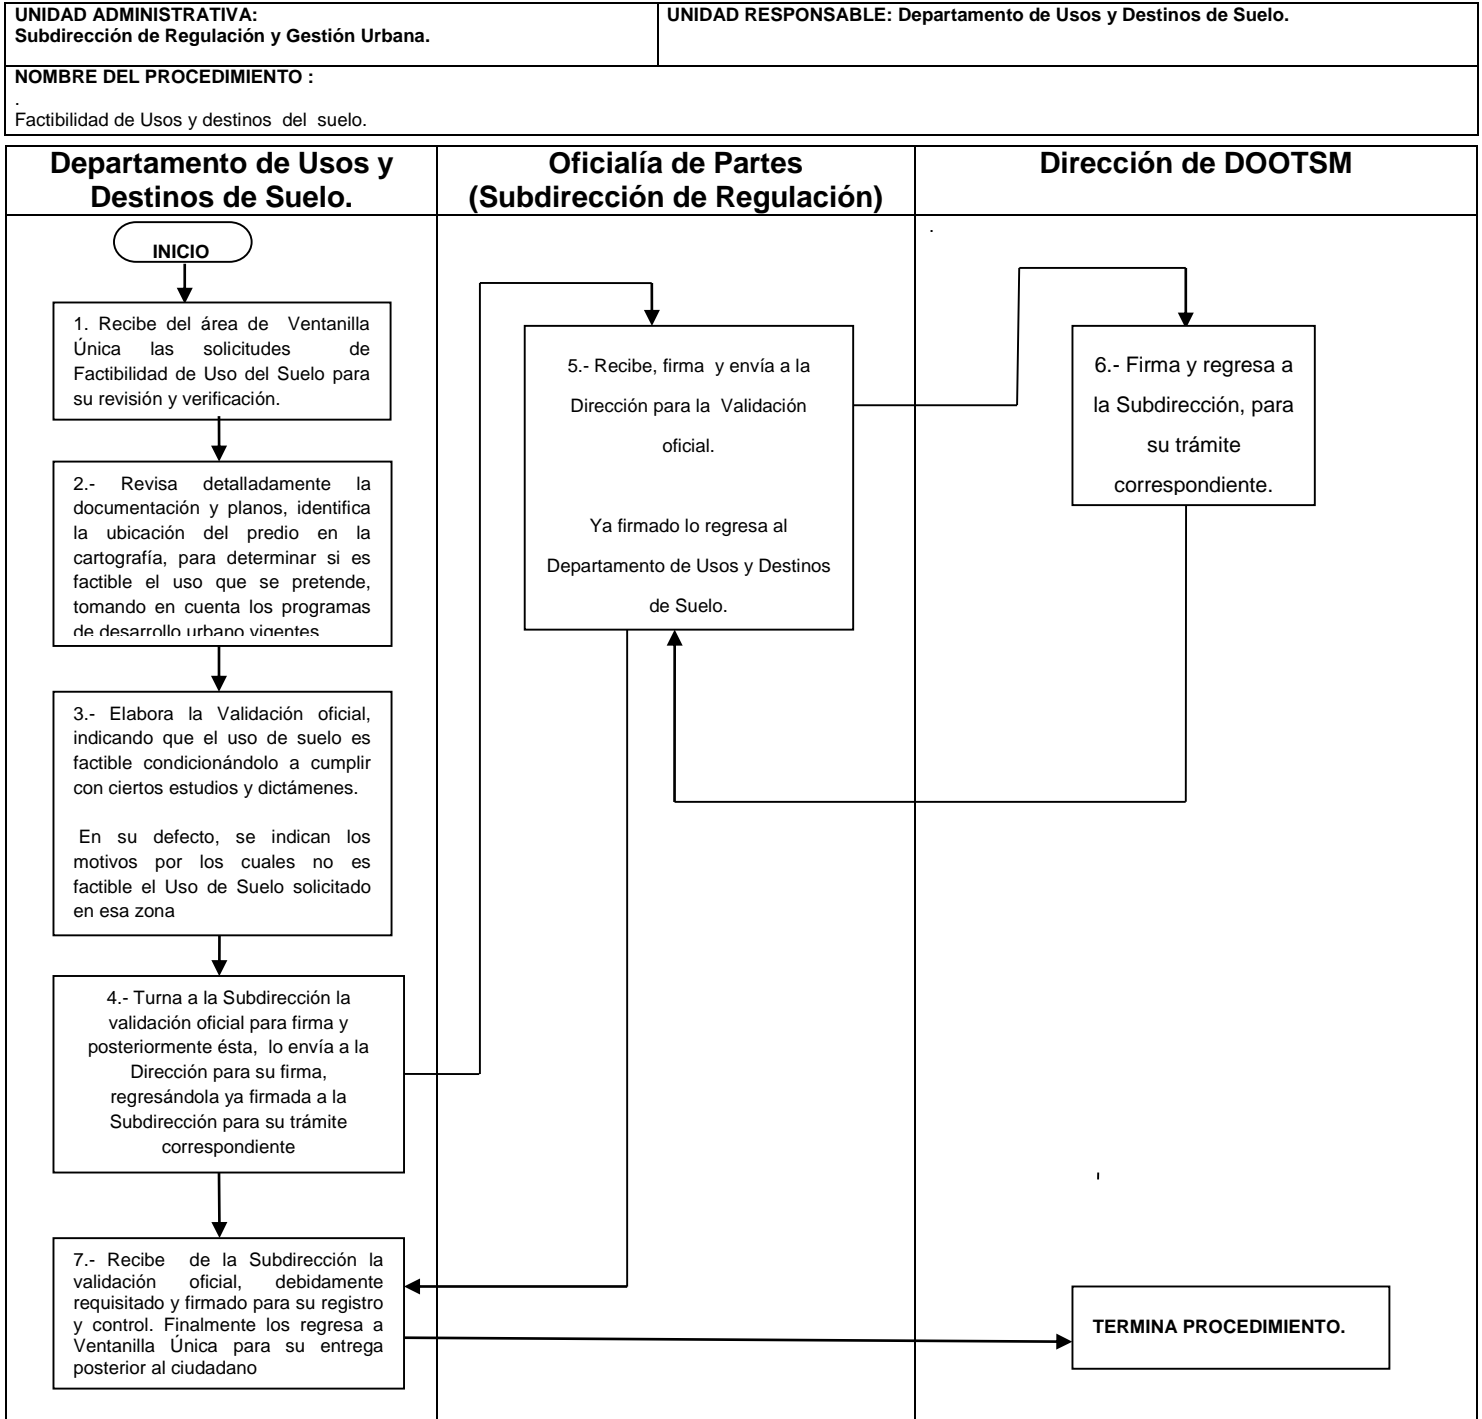 UNIDAD ADMINISTRATIVA:
Subdirección de Regulación y Gestión Urbana.
UNIDAD RESPONSABLE: Departamento de Usos y Destinos de Suelo.
NOMBRE DEL PROCEDIMIENTO :
.
Factibilidad de Usos y destinos del suelo.
Departamento de Usos y
Destinos de Suelo.
Oficialía de Partes
(Subdirección de Regulación)
Dirección de DOOTSM
INICIO
1. Recibe del área de Ventanilla
Única las solicitudes de
Factibilidad de Uso del Suelo para
su revisión y verificación.
2.- Revisa detalladamente la
documentación y planos, identifica
la ubicación del predio en la
cartografía, para determinar si es
factible el uso que se pretende,
tomando en cuenta los programas
de desarrollo urbano vigentes
3.- Elabora la Validación oficial,
indicando que el uso de suelo es
factible condicionándolo a cumplir
con ciertos estudios y dictámenes.
En su defecto, se indican los
motivos por los cuales no es
factible el Uso de Suelo solicitado
en esa zona
4.- Turna a la Subdirección la
validación oficial para firma y
posteriormente ésta, lo envía a la
Dirección para su firma,
regresándola ya firmada a la
Subdirección para su trámite
correspondiente
5.- Recibe, firma y envía a la
Dirección para la Validación
oficial.
Ya firmado lo regresa al
Departamento de Usos y Destinos
de Suelo.
.
6.- Firma y regresa a
la Subdirección, para
su trámite
correspondiente.
7.- Recibe de la Subdirección la
validación oficial, debidamente
requisitado y firmado para su registro
y control. Finalmente los regresa a
Ventanilla Única para su entrega
posterior al ciudadano
TERMINA PROCEDIMIENTO.